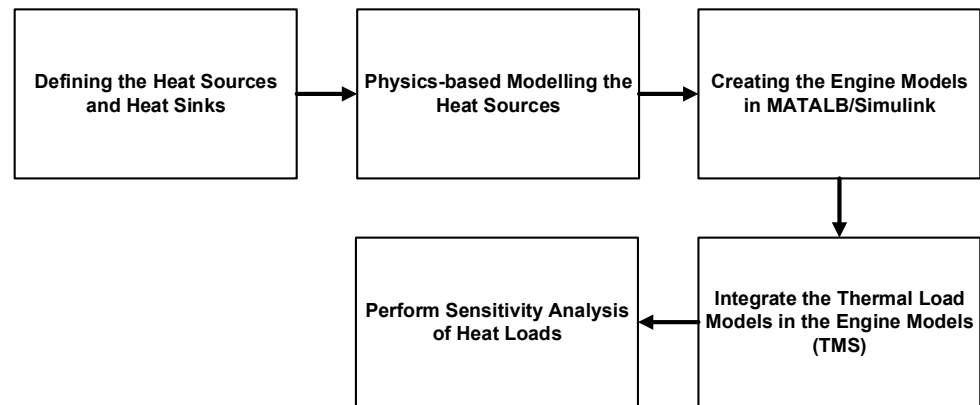 Defining the Heat Sources
and Heat Sinks
Physics-based Modelling the
Heat Sources
Creating the Engine Models
in MATALB/Simulink
Integrate the Thermal Load
Models in the Engine Models
(TMS)
Perform Sensitivity Analysis
of Heat Loads